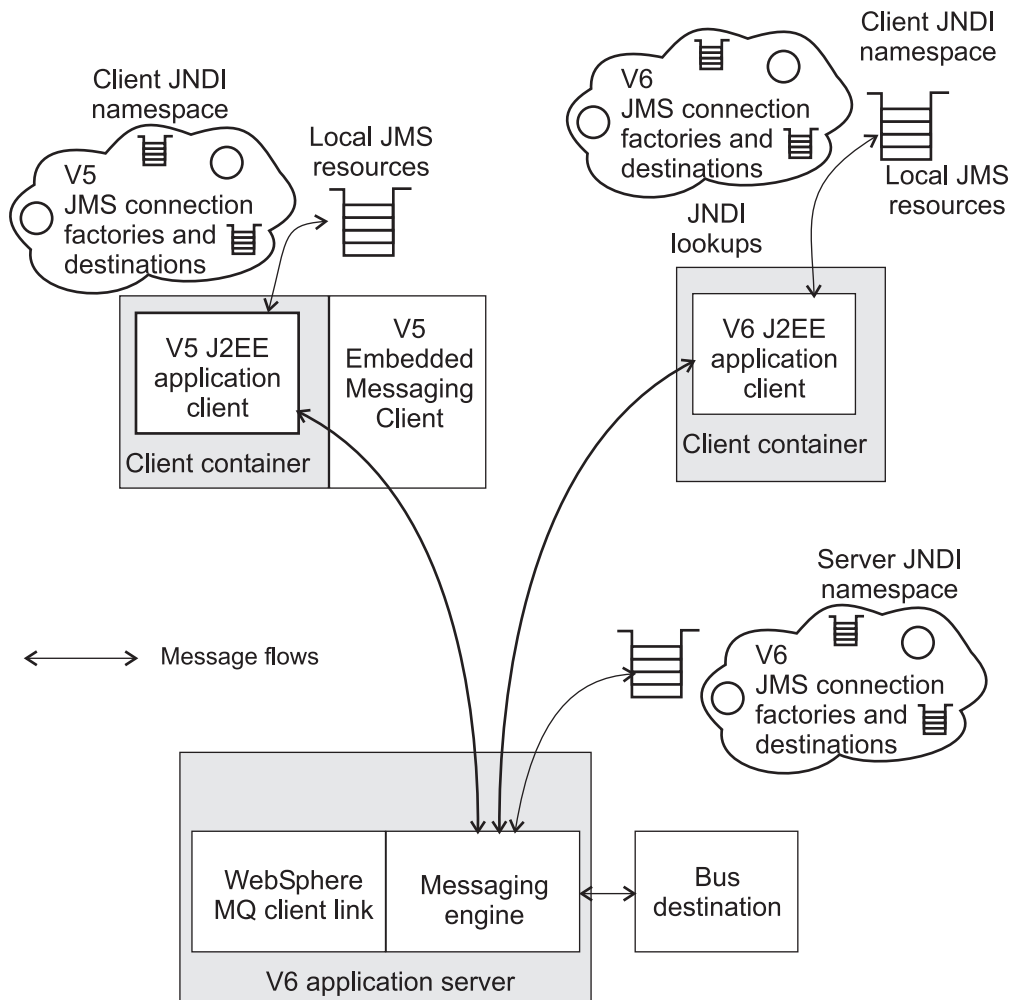 Client JNDI
namespace
V5
JMS connection
factories and
destinations
Local JMS
resources
V5 J2EE
application
client
Client container
V5
Embedded
Messaging
Client
Client JNDI
namespace
V6
JMS connection
factories and
destinations
Local JMS
resources
JNDI
lookups
V6 J2EE
application
client
Client container
Server JNDI
namespace
V6
JMS connection
factories and
destinations
Message flows
WebSphere
MQ client link
Messaging
engine
Bus
destination
V6 application server